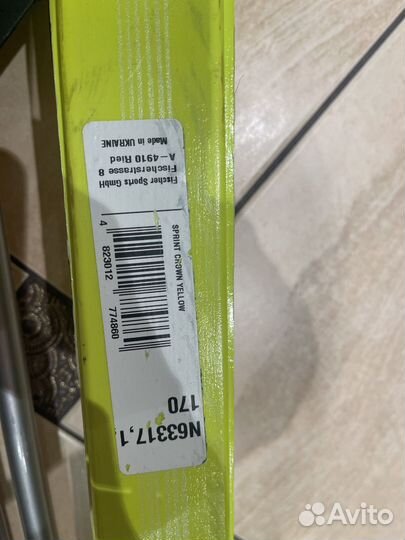 Fischer Sports GmbH
Fischerstrasse 8
A-4910 Ried
Made in UKRAINE
SPRINT CROWN YELLOW
4 823012 774860
170
N63317,1
Avito